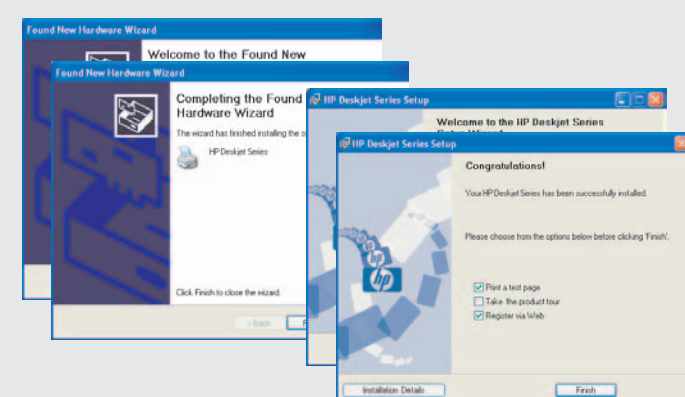 Found New Hardware Wizard
Welcome to the Found New
Found New Hardware Wizard
Completing the Found
Hardware Wizard
The wizard has finished installing the
HP Deskjet Series
Click Finish to close the wizard.
< Back
HP Deskjet Series Setup
Welcome to the HP Deskjet Series
HP Deskjet Series Setup
Congratulations!
Your HP Deskjet Series has been successfully installed.
Please choose from the options below before clicking 'Finish'.
hp
Print a test page
Take the product tour
Register via Web
Installation Details
Finish